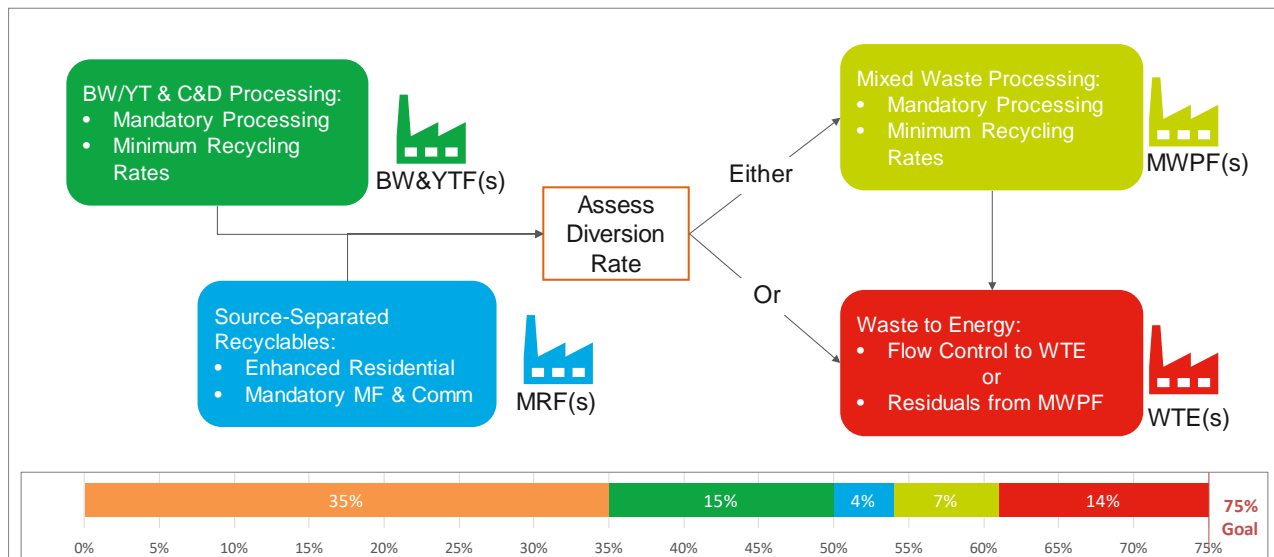 BW/YT & C&D Processing:
• Mandatory Processing
• Minimum Recycling
Rates
BW&YTF(s)
Source-Separated
Recyclables:
• Enhanced Residential
• Mandatory MF & Comm
MRF(s)
Assess
Diversion
Rate
Either
Or
Mixed Waste Processing:
• Mandatory Processing
• Minimum Recycling
Rates
MWPF(s)
Waste to Energy:
• Flow Control to WTE
or
• Residuals from MWPF
WTE(s)
35% 15% 4% 7% 14%
75%
Goal
0% 5% 10% 15% 20% 25% 30% 35% 40% 45% 50% 55% 60% 65% 70% 75%